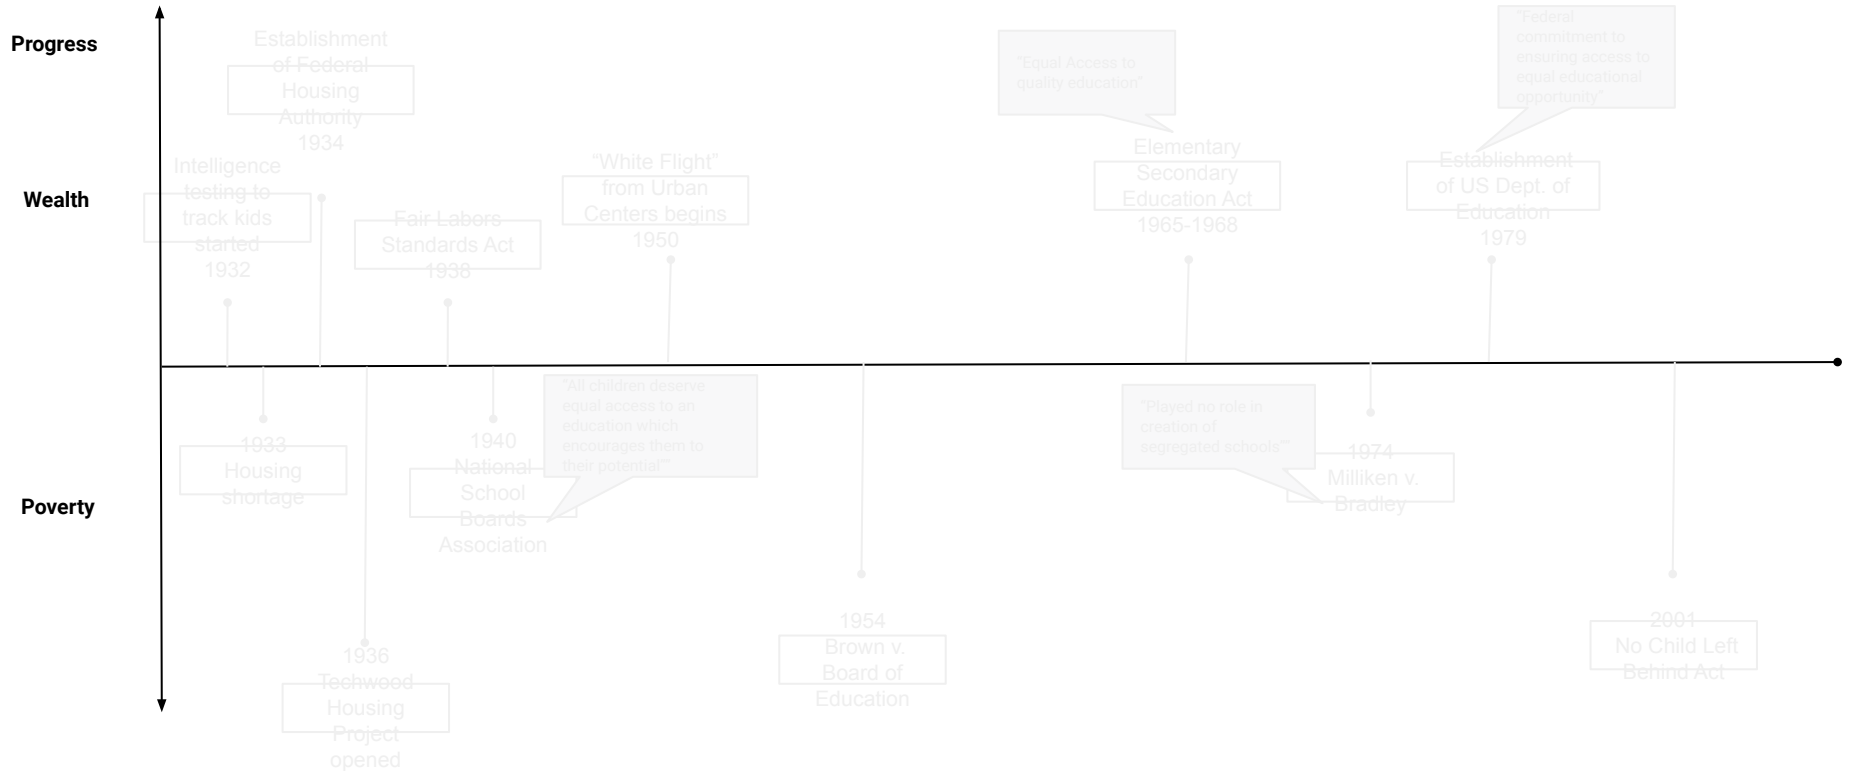 Progress
Wealth
Poverty
Establishment
of Federal
Housing
Authority
1934
Intelligence
testing to
track kids
started
1932
Fair Labors
Standards Act
1938
“White Flight”
from Urban
Centers begins
1950
"Equal Access to
quality education"
Elementary
Secondary
Education Act
1965-1968
"Federal
commitment to
ensuring access to
equal educational
opportunity"
Establishment
of US Dept. of
Education
1979
1933
Housing
shortage
1936
Techwood
Housing
Project
opened
1940
National
School
Boards
Association
"All children deserve
equal access to an
education which
encourages them to
their potential""
1954
Brown v.
Board of
Education
"Played no role in
creation of
segregated schools""
1974
Milliken v.
Bradley
2001
No Child Left
Behind Act